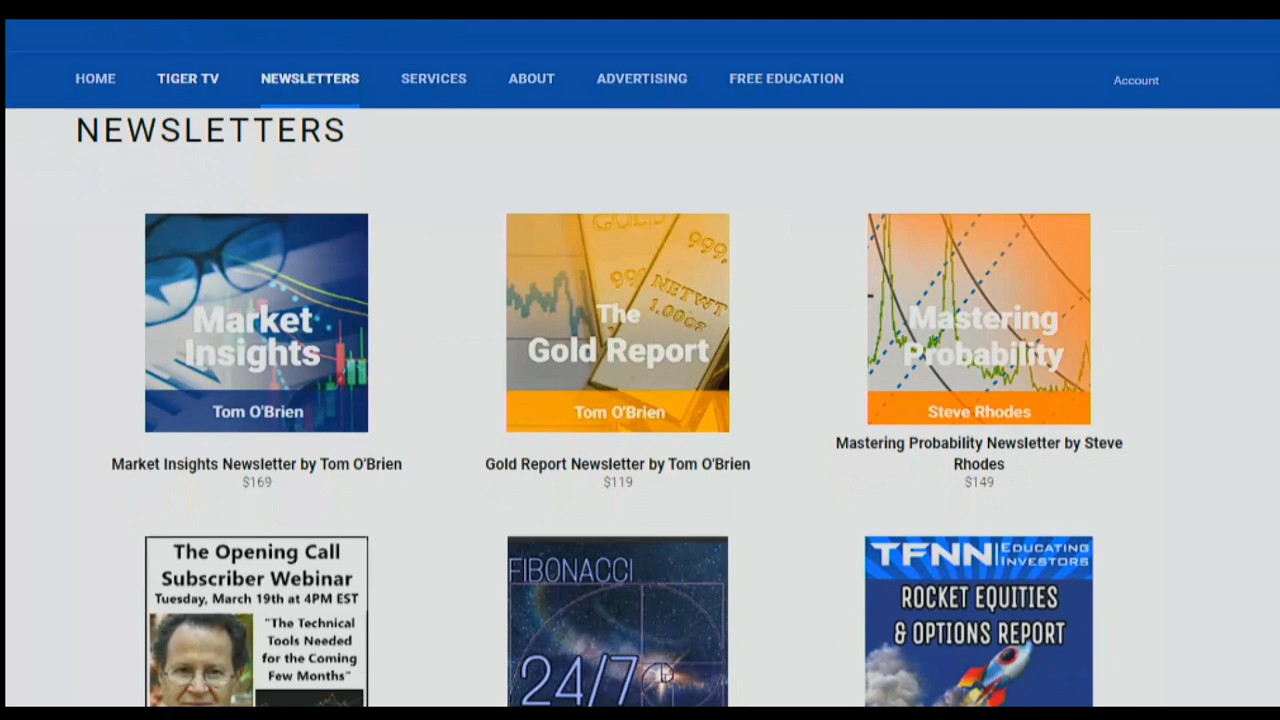 HOME TIGER TV NEWSLETTERS SERVICES ABOUT ADVERTISING FREE EDUCATION Account
NEWSLETTERS
Market
Insights
Tom O'Brien
Market Insights Newsletter by Tom O'Brien
$169
GOLD
999,
999
NETWT
1.000Z
The
Gold Report
Tom O'Brien
Gold Report Newsletter by Tom O'Brien
$119
Mastering
Probability
Steve Rhodes
Mastering Probability Newsletter by Steve
Rhodes
$149
The Opening Call
Subscriber Webinar
Tuesday, March 19th at 4PM EST
"The Technical
Tools Needed
for the Coming
Few Months"
FIBONACCI
24/7
TFNN EDUCATING
INVESTORS
ROCKET EQUITIES
& OPTIONS REPORT